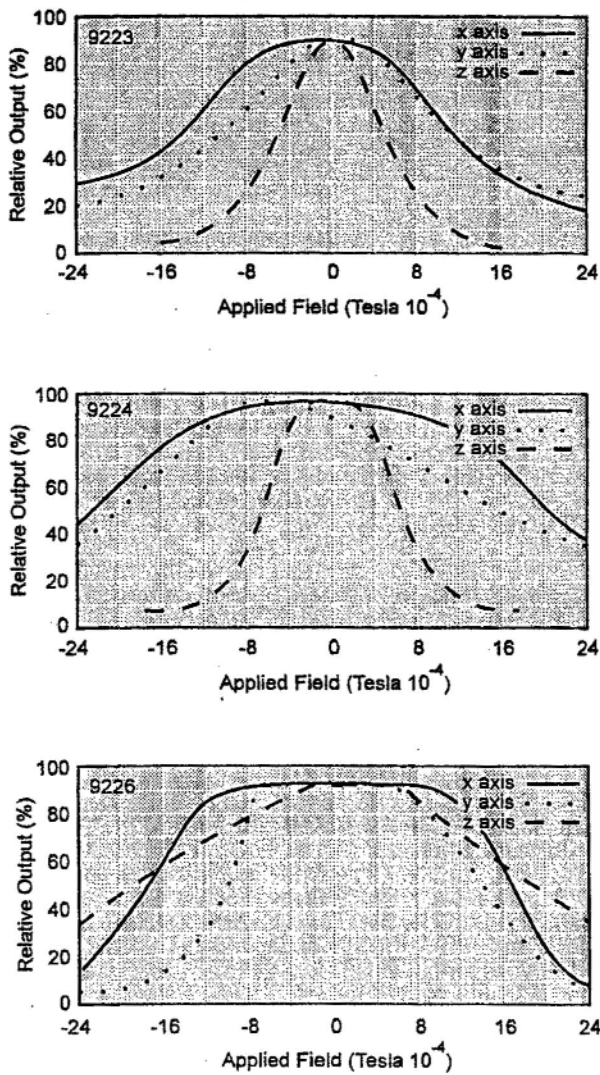 9223
x axis
y axis
z axis
Relative Output (%)
100
80
60
40
20
0
-24 -16 -8 0 8 16 24
Applied Field (Tesla 10⁻⁴)
9224
x axis
y axis
z axis
Relative Output (%)
100
80
60
40
20
0
-24 -16 -8 0 8 16 24
Applied Field (Tesla 10⁻⁴)
9226
x axis
y axis
z axis
Relative Output (%)
100
80
60
40
20
0
-24 -16 -8 0 8 16 24
Applied Field (Tesla 10⁻⁴)